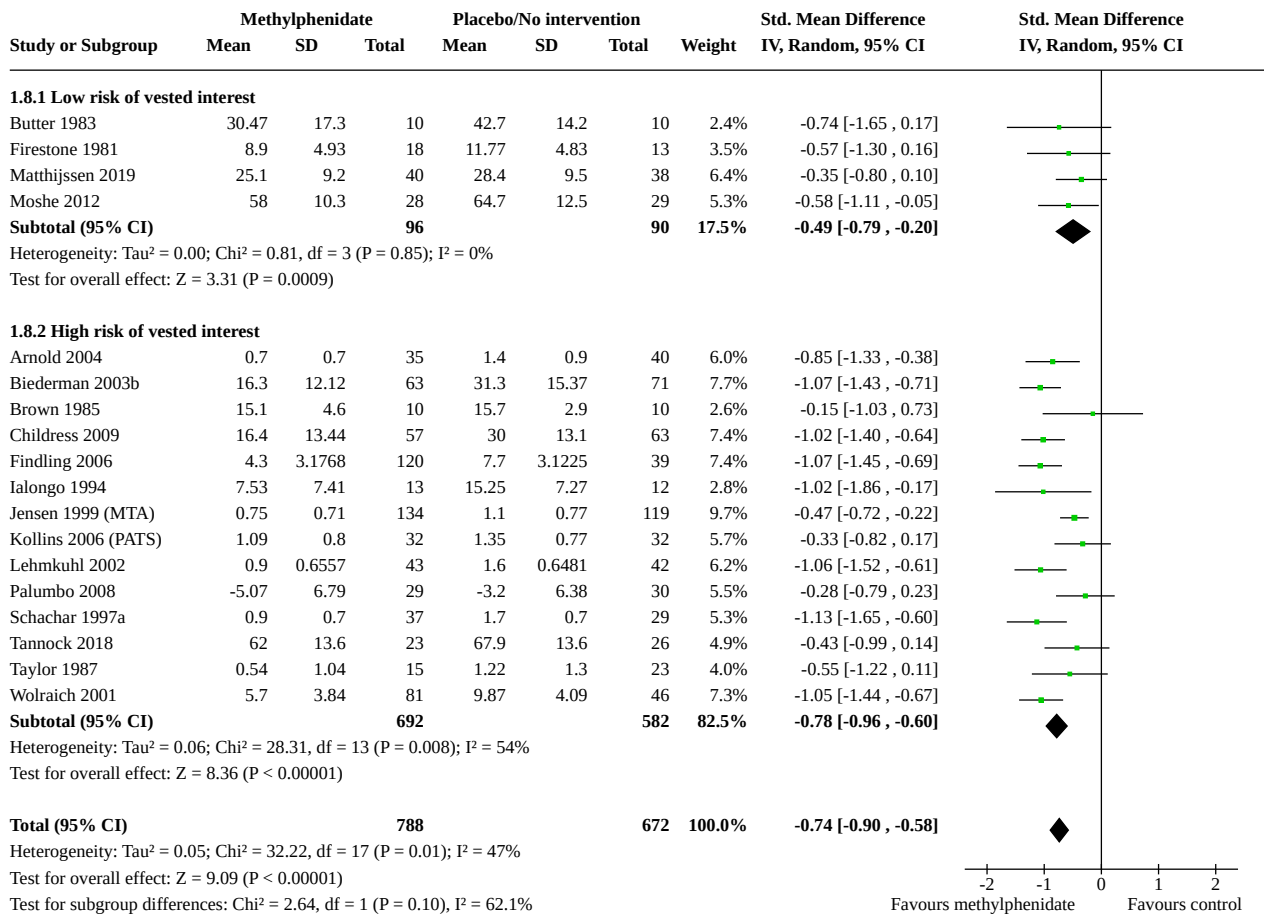 Methylphenidate Placebo/No intervention Std. Mean Difference Std. Mean Difference
Study or Subgroup Mean SD Total Mean SD Total Weight IV, Random, 95% CI IV, Random, 95% CI
1.8.1 Low risk of vested interest
Butter 1983 30.47 17.3 10 42.7 14.2 10 2.4% -0.74 [-1.65 , 0.17]
Firestone 1981 8.9 4.93 18 11.77 4.83 13 3.5% -0.57 [-1.30 , 0.16]
Matthijssen 2019 25.1 9.2 40 28.4 9.5 38 6.4% -0.35 [-0.80 , 0.10]
Moshe 2012 58 10.3 28 64.7 12.5 29 5.3% -0.58 [-1.11 , -0.05]
Subtotal (95% CI) 96 90 17.5% -0.49 [-0.79 , -0.20]
Heterogeneity: Tau² = 0.00; Chi² = 0.81, df = 3 (P = 0.85); I² = 0%
Test for overall effect: Z = 3.31 (P = 0.0009)
1.8.2 High risk of vested interest
Arnold 2004 0.7 0.7 35 1.4 0.9 40 6.0% -0.85 [-1.33 , -0.38]
Biederman 2003b 16.3 12.12 63 31.3 15.37 71 7.7% -1.07 [-1.43 , -0.71]
Brown 1985 15.1 4.6 10 15.7 2.9 10 2.6% -0.15 [-1.03 , 0.73]
Childress 2009 16.4 13.44 57 30 13.1 63 7.4% -1.02 [-1.40 , -0.64]
Findling 2006 4.3 3.1768 120 7.7 3.1225 39 7.4% -1.07 [-1.45 , -0.69]
Ialongo 1994 7.53 7.41 13 15.25 7.27 12 2.8% -1.02 [-1.86 , -0.17]
Jensen 1999 (MTA) 0.75 0.71 134 1.1 0.77 119 9.7% -0.47 [-0.72 , -0.22]
Kollins 2006 (PATS) 1.09 0.8 32 1.35 0.77 32 5.7% -0.33 [-0.82 , 0.17]
Lehmkuhl 2002 0.9 0.6557 43 1.6 0.6481 42 6.2% -1.06 [-1.52 , -0.61]
Palumbo 2008 -5.07 6.79 29 -3.2 6.38 30 5.5% -0.28 [-0.79 , 0.23]
Schachar 1997a 0.9 0.7 37 1.7 0.7 29 5.3% -1.13 [-1.65 , -0.60]
Tannock 2018 62 13.6 23 67.9 13.6 26 4.9% -0.43 [-0.99 , 0.14]
Taylor 1987 0.54 1.04 15 1.22 1.3 23 4.0% -0.55 [-1.22 , 0.11]
Wolraich 2001 5.7 3.84 81 9.87 4.09 46 7.3% -1.05 [-1.44 , -0.67]
Subtotal (95% CI) 692 582 82.5% -0.78 [-0.96 , -0.60]
Heterogeneity: Tau² = 0.06; Chi² = 28.31, df = 13 (P = 0.008); I² = 54%
Test for overall effect: Z = 8.36 (P < 0.00001)
Total (95% CI) 788 672 100.0% -0.74 [-0.90 , -0.58]
Heterogeneity: Tau² = 0.05; Chi² = 32.22, df = 17 (P = 0.01); I² = 47%
Test for overall effect: Z = 9.09 (P < 0.00001) -2 -1 0 1 2
Test for subgroup differences: Chi² = 2.64, df = 1 (P = 0.10), I² = 62.1% Favours methylphenidate Favours control